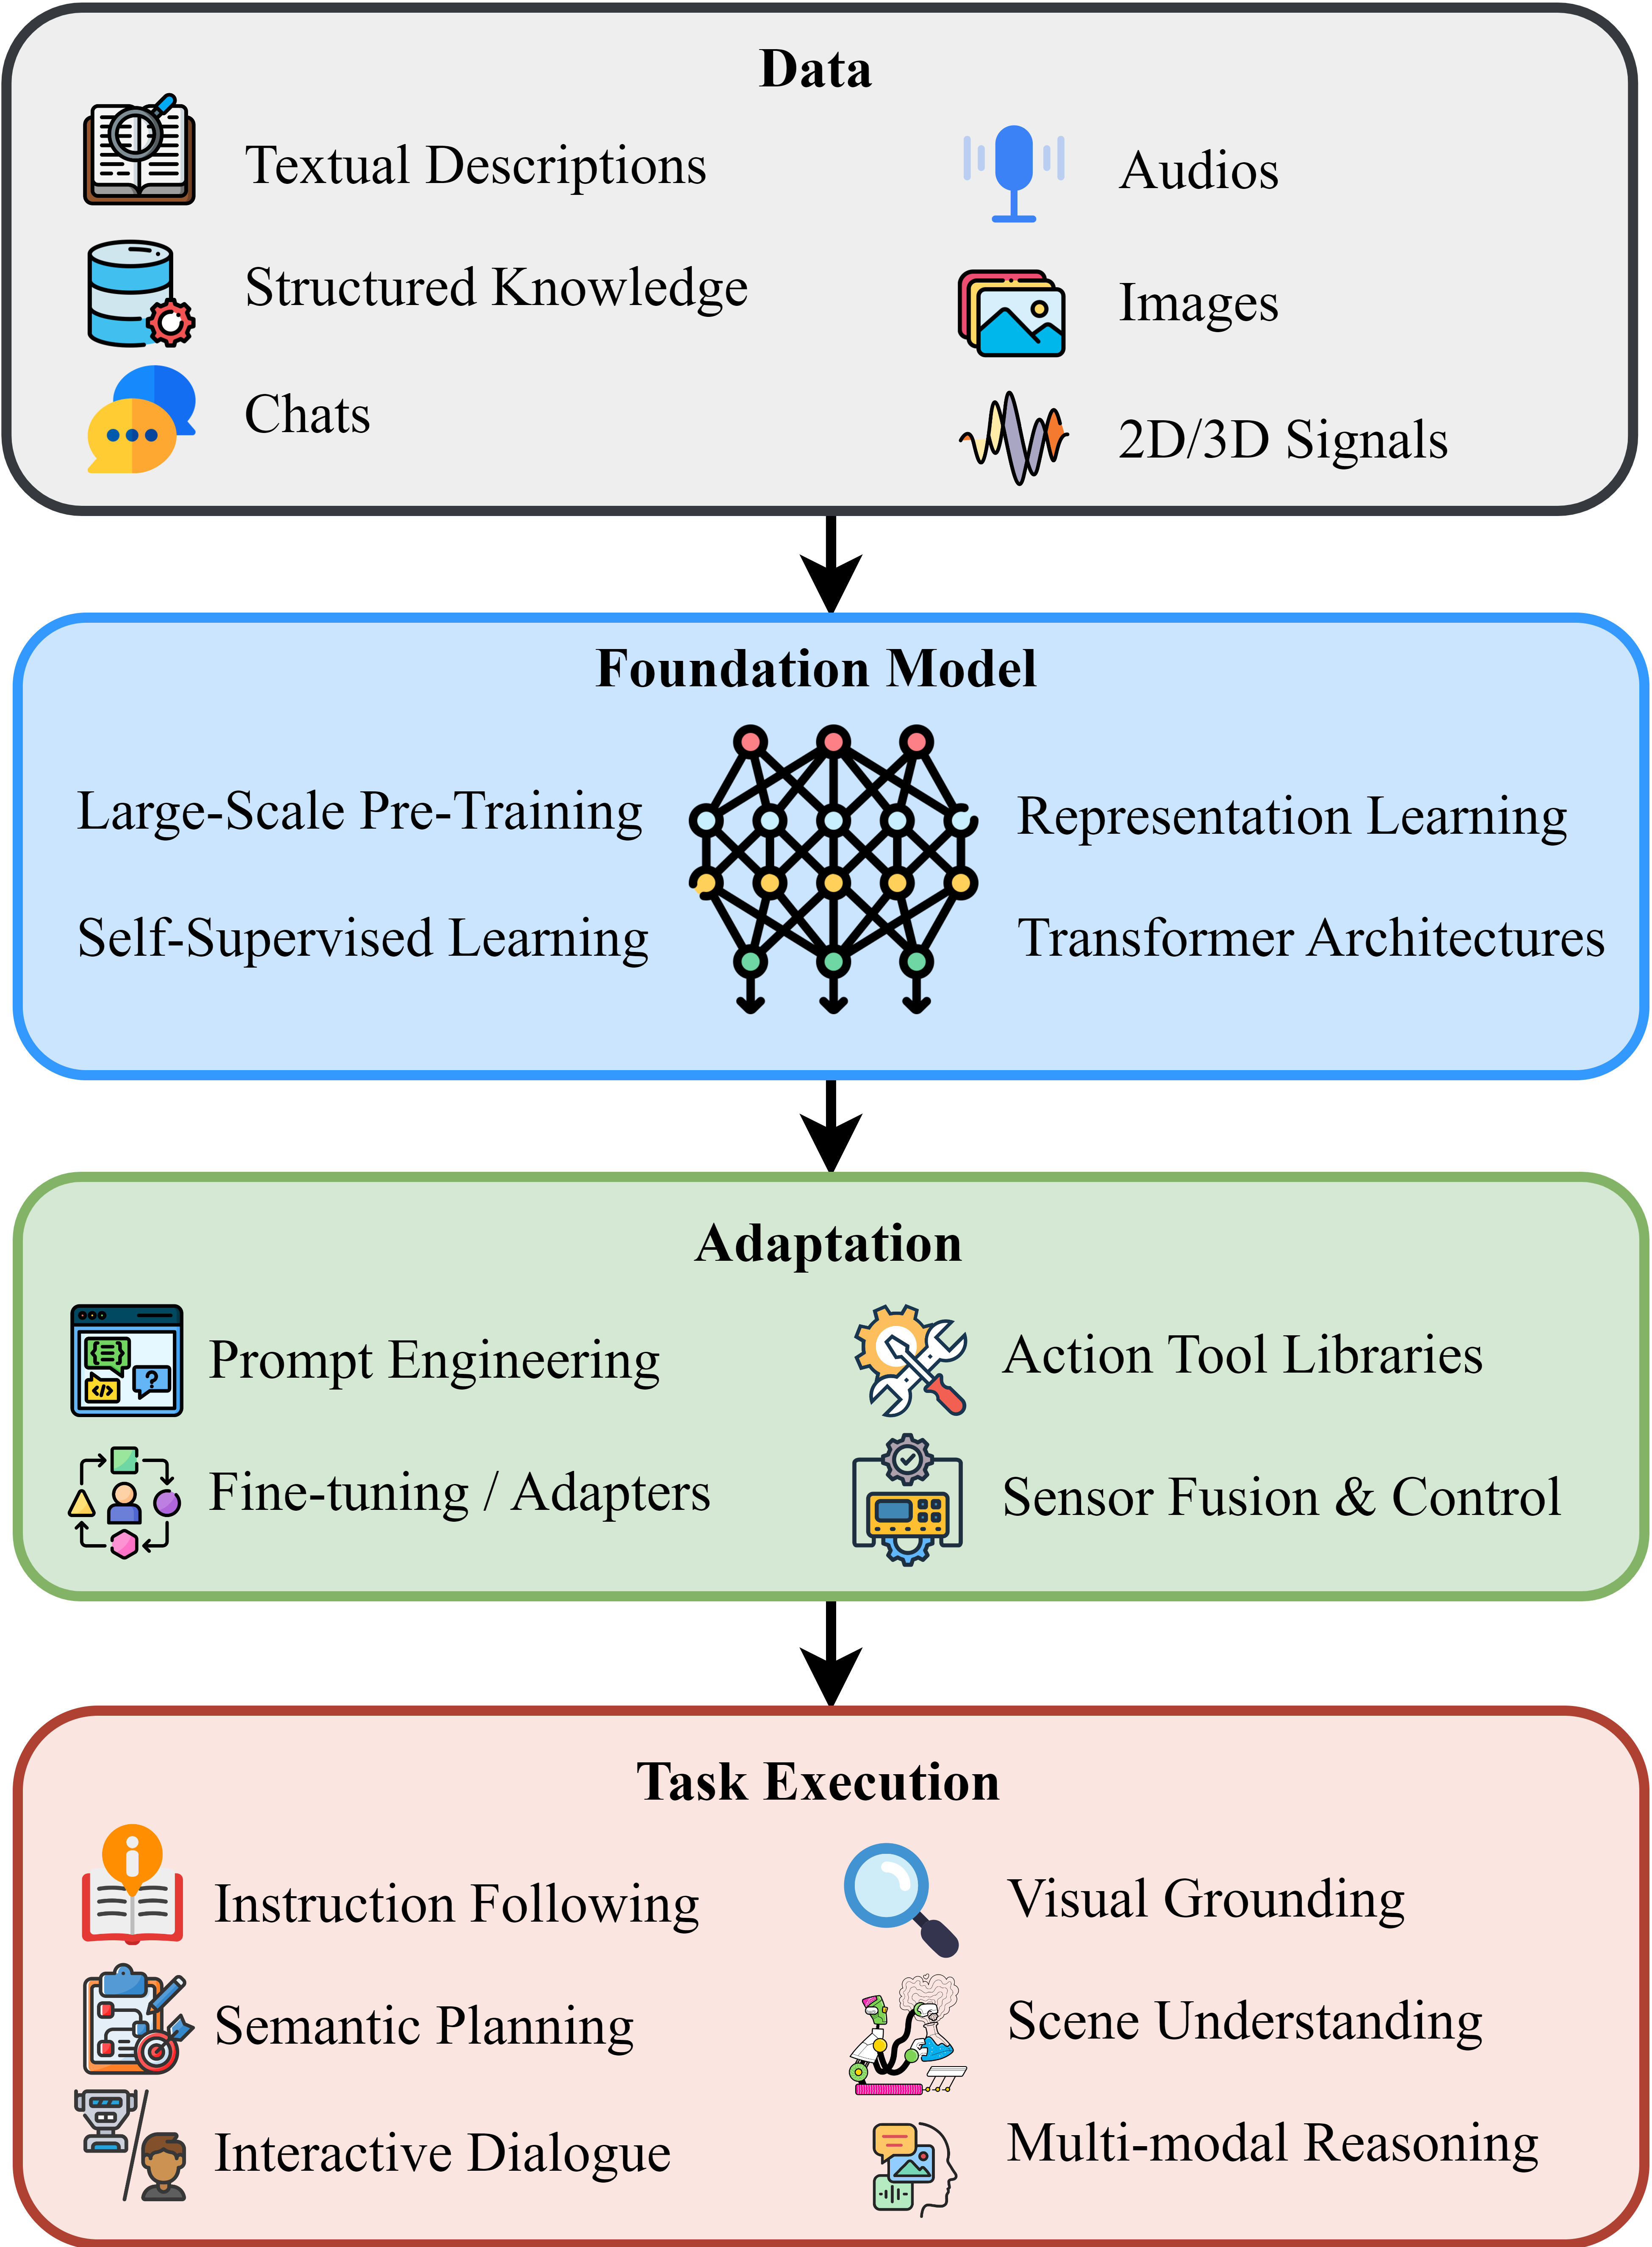 Data
Textual Descriptions
Audios
Structured Knowledge
Images
Chats
2D/3D Signals
Foundation Model
Large-Scale Pre-Training
Representation Learning
Self-Supervised Learning
Transformer Architectures
Adaptation
Prompt Engineering
Action Tool Libraries
Fine-tuning / Adapters
Sensor Fusion & Control
Task Execution
Instruction Following
Visual Grounding
Semantic Planning
Scene Understanding
Interactive Dialogue
Multi-modal Reasoning